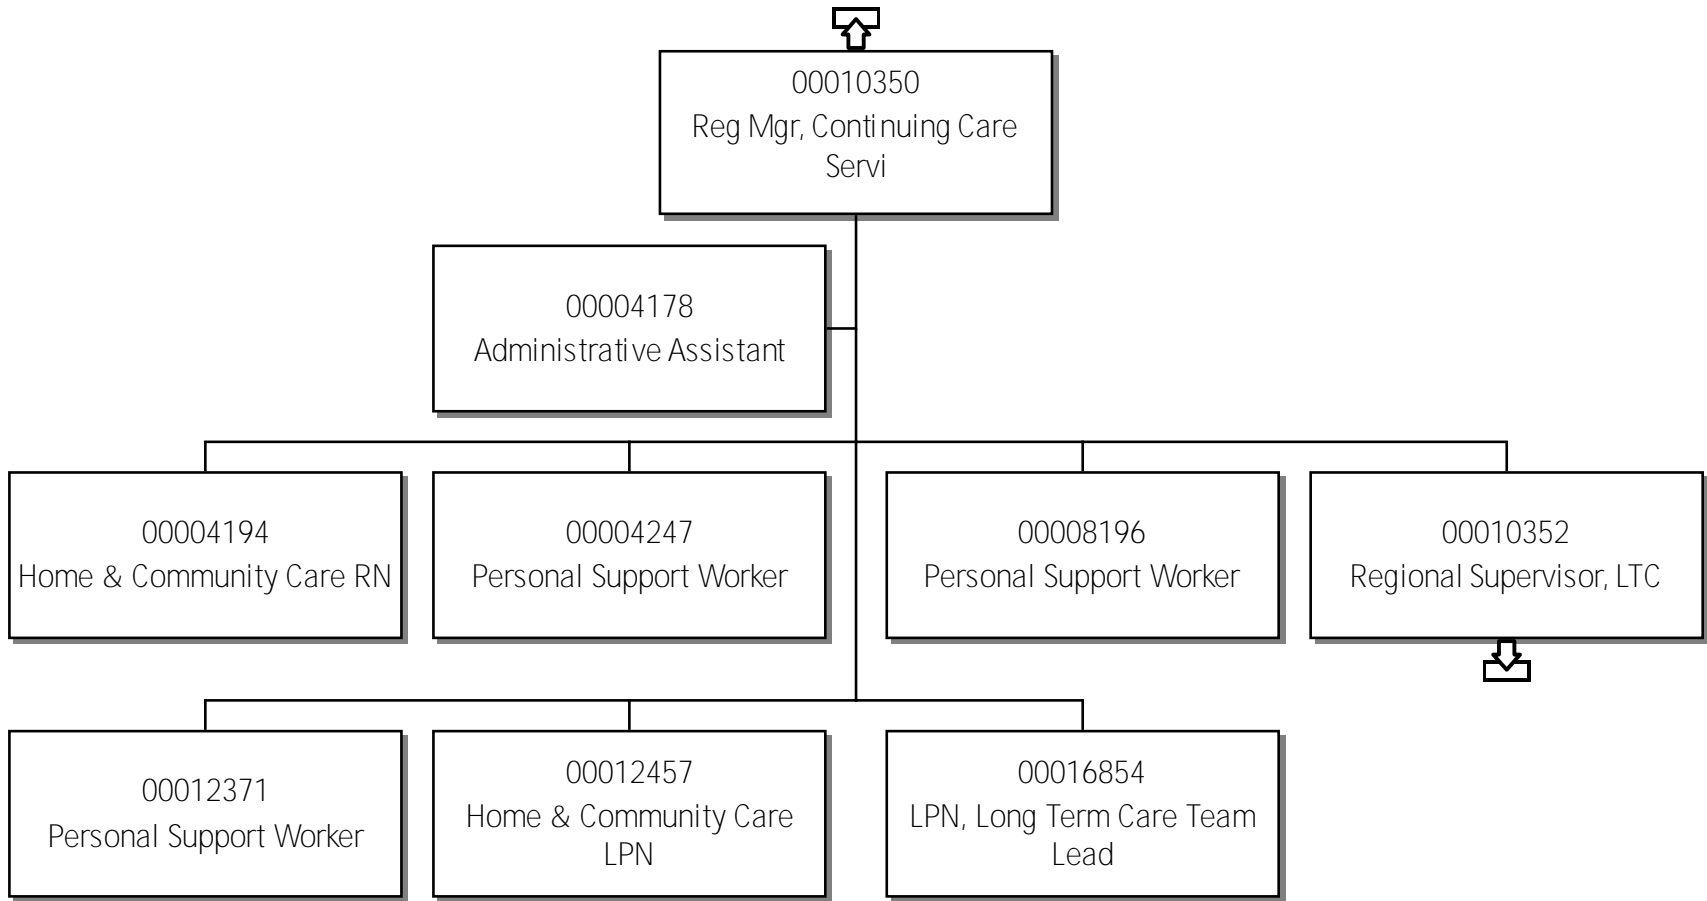 00010350
Reg Mgr, Continuing Care
Servi
00004178
Administrative Assistant
00004194
Home & Community Care RN
00004247
Personal Support Worker
00008196
Personal Support Worker
00010352
Regional Supervisor, LTC
00012371
Personal Support Worker
00012457
Home & Community Care
LPN
00016854
LPN, Long Term Care Team
Lead